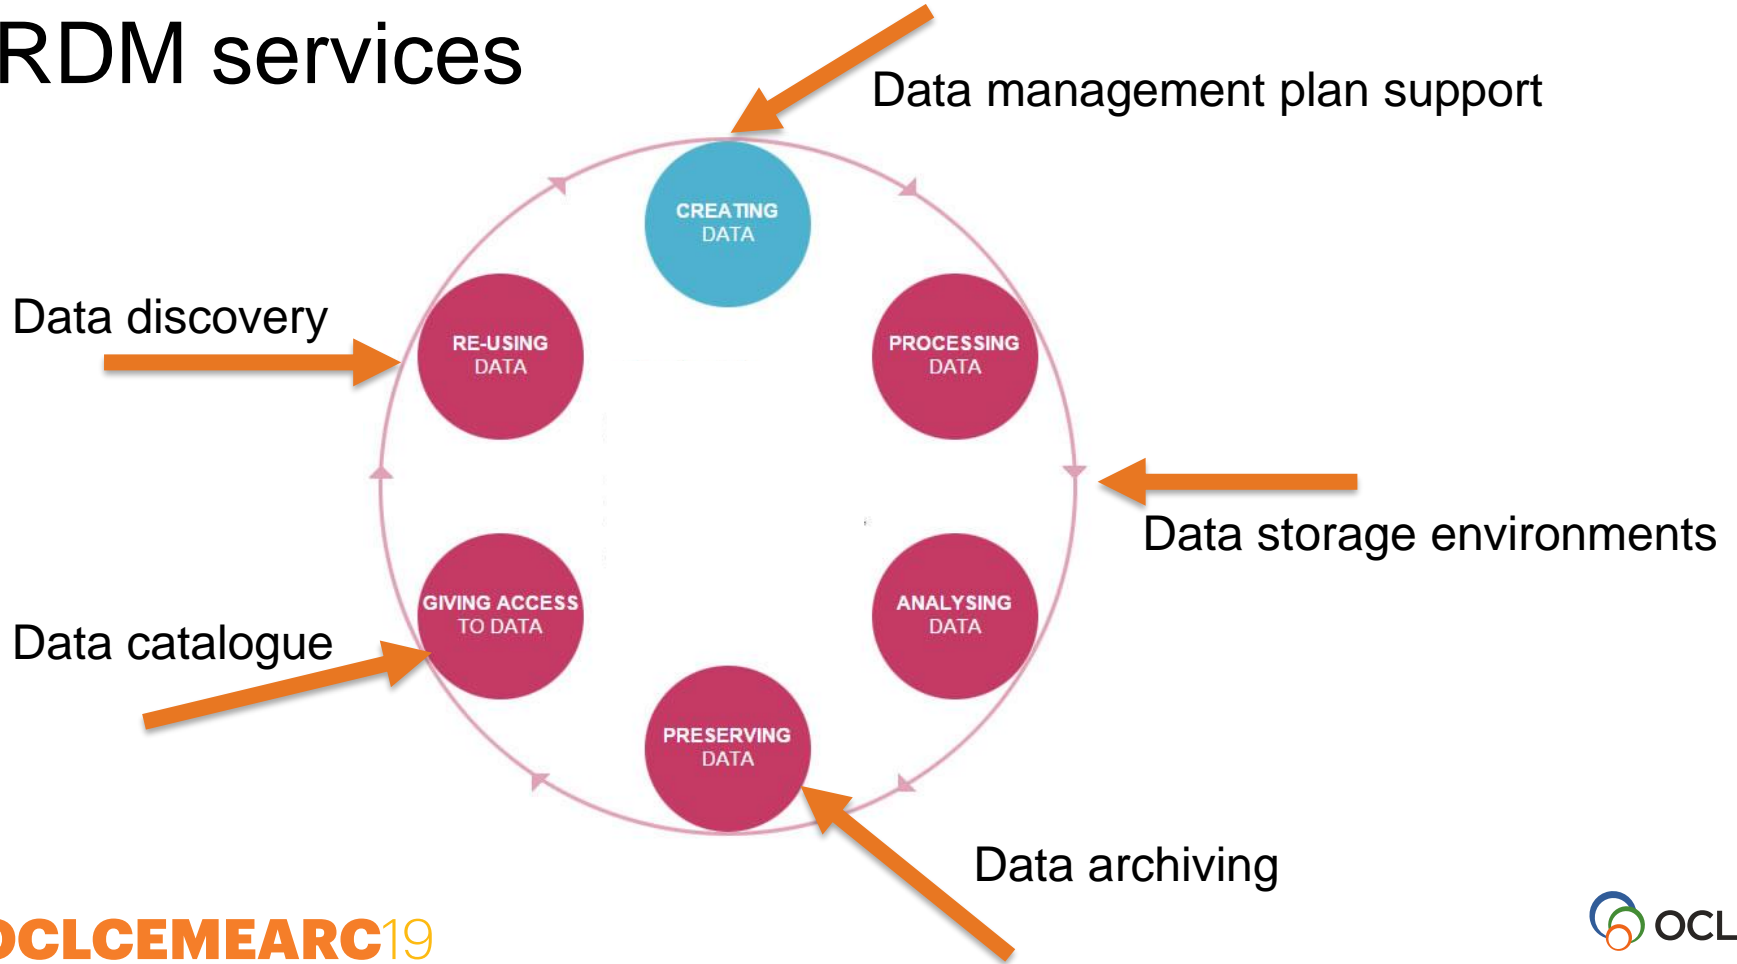 RDM services
Data management plan support
CREATING
DATA
Data discovery
RE-USING
DATA
PROCESSING
DATA
Data storage environments
GIVING ACCESS
TO DATA
ANALYSING
DATA
Data catalogue
PRESERVING
DATA
Data archiving
OCLCEMEARC19
OCL